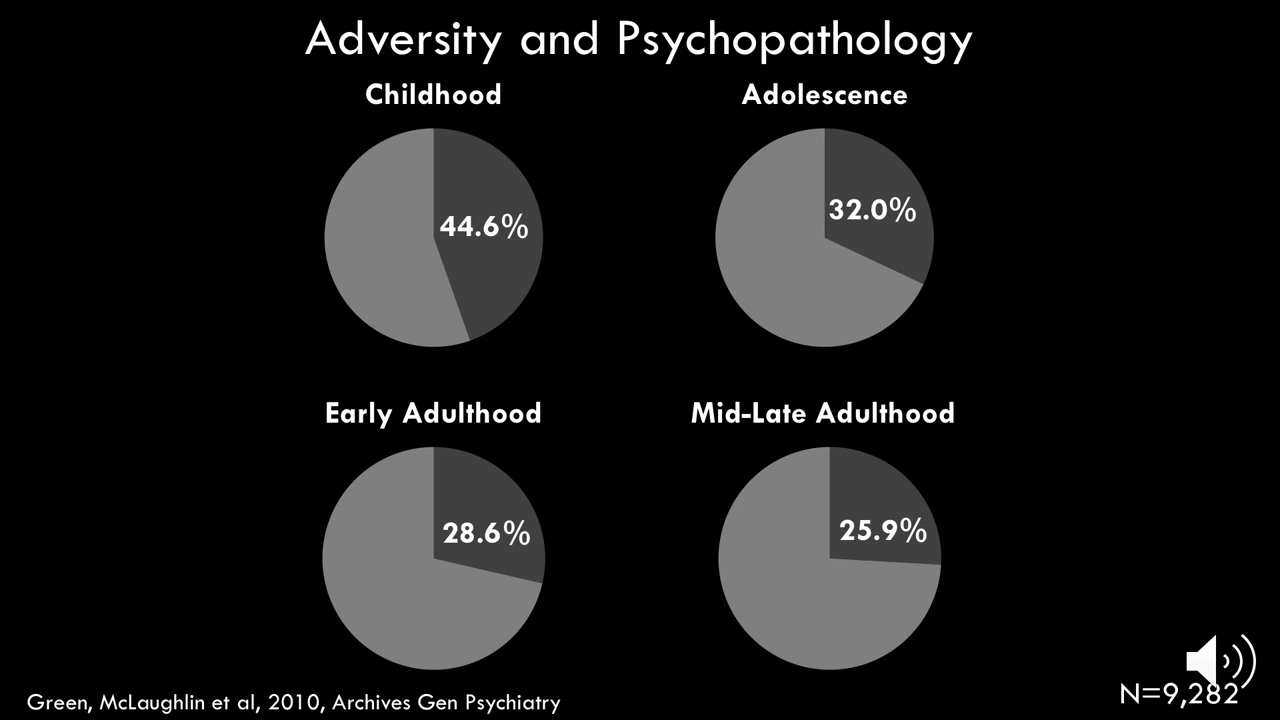 Adversity and Psychopathology
Childhood
Adolescence
44.6%
32.0%
Early Adulthood
Mid-Late Adulthood
28.6%
25.9%
Green, McLaughlin et al, 2010, Archives Gen Psychiatry
N=9,282